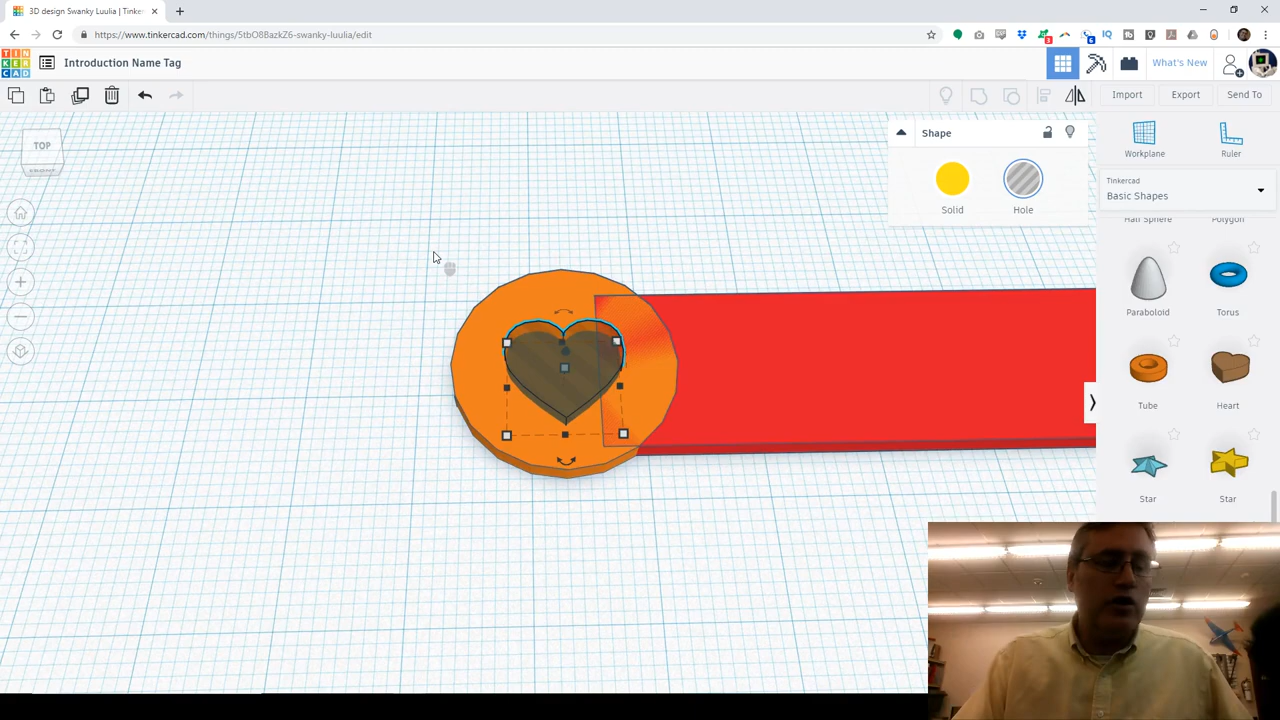 3D design Swanky Luulia | Tinker
https://www.tinkercad.com/things/5tbO8BazkZ6-swanky-luulia/edit
TIN
KER
CAD
Introduction Name Tag
What's New
Import
Export
Send To
TOP
Shape
Solid
Hole
Workplane
Ruler
Tinkercad
Basic Shapes
Half Sphere
Polygon
Paraboloid
Torus
Tube
Heart
Star
Star